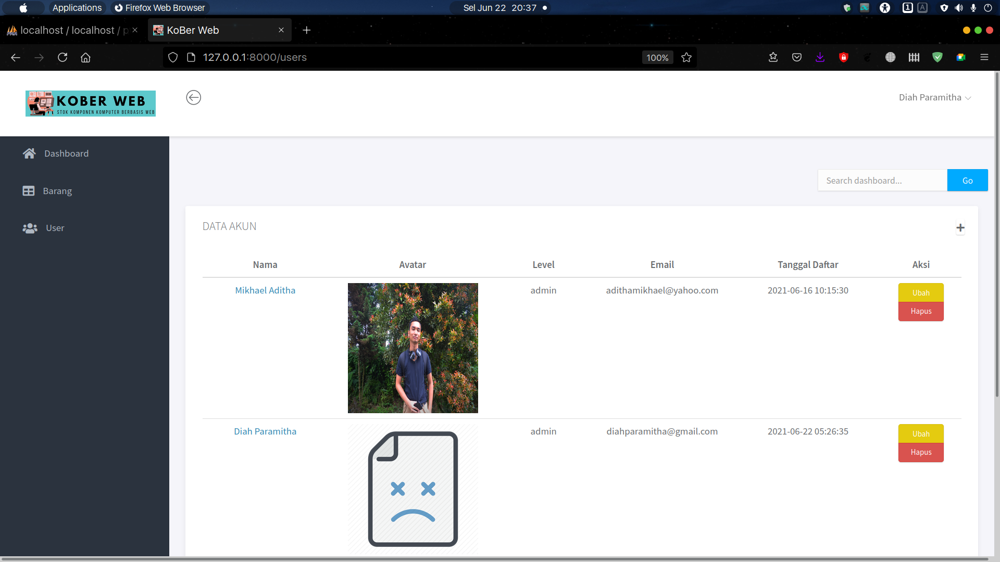 Applications
Firefox Web Browser
Sel Jun 22 20:37
1
A
localhost / localhost / p
KoBer Web
127.0.0.1:8000/users
100%
KOBER WEB
STOK KOMPONEN KOMPUTER BERBASIS WEB
Diah Paramitha
Dashboard
Barang
User
Search dashboard...
Go
DATA AKUN
Nama Avatar Level Email Tanggal Daftar Aksi
Mikhael Aditha admin adithamikhael@yahoo.com 2021-06-16 10:15:30 Ubah
Hapus
Diah Paramitha admin diahparamitha@gmail.com 2021-06-22 05:26:35 Ubah
Hapus